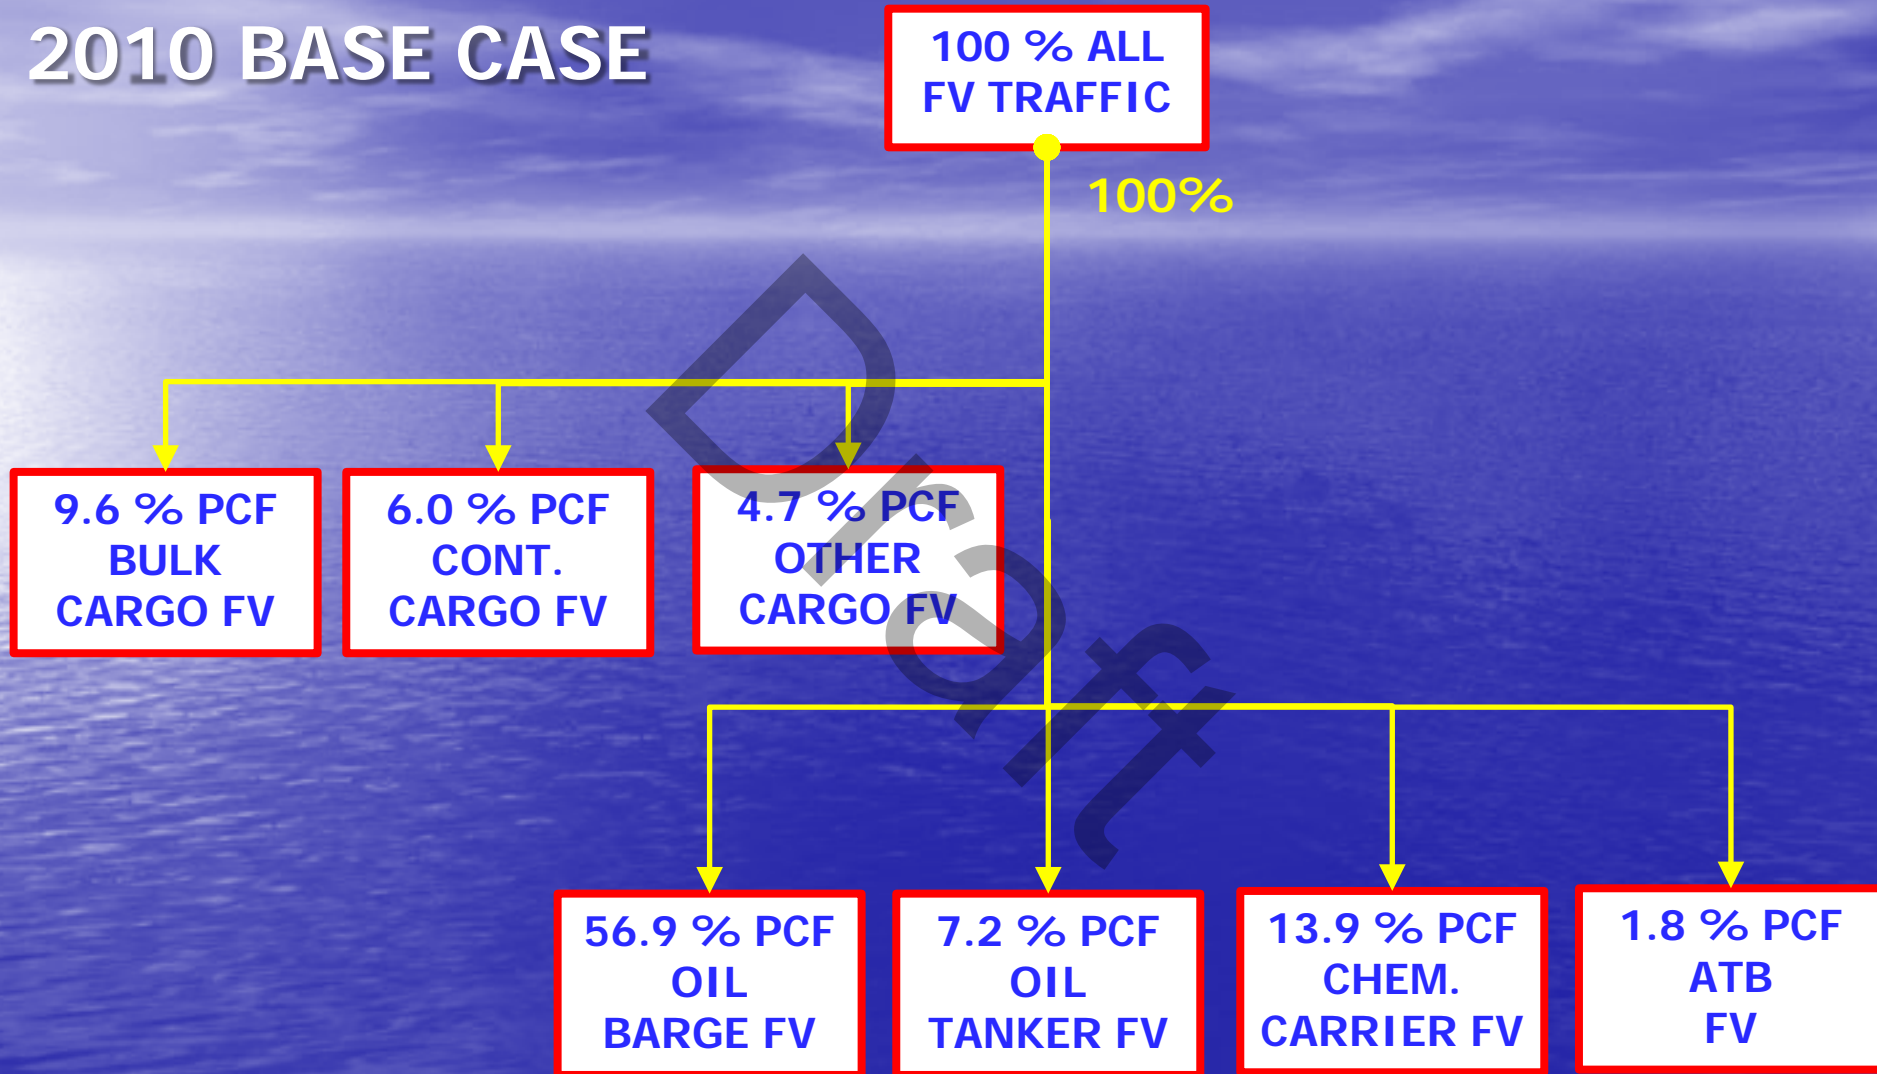 2010 BASE CASE
100 % ALL
FV TRAFFIC
100%
9.6 % PCF
BULK
CARGO FV
6.0 % PCF
CONT.
CARGO FV
4.7 % PCF
OTHER
CARGO FV
Draft
56.9 % PCF
OIL
BARGE FV
7.2 % PCF
OIL
TANKER FV
13.9 % PCF
CHEM.
CARRIER FV
1.8 % PCF
ATB
FV